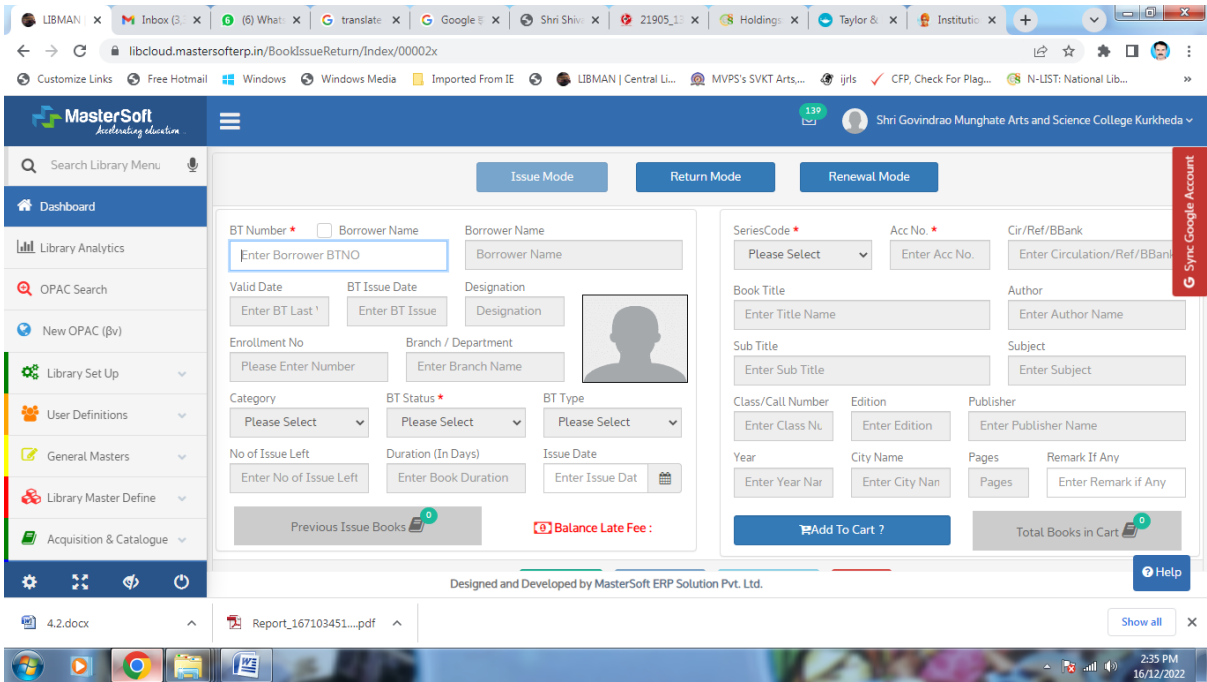 LIBMAN |
Inbox (3,
(6) What
G translate
Google
Shri Shiv
21905_1
Holdings
Taylor &
Institutio
libcloud.mastersofterp.in/BookIssueReturn/Index/00002x
Customize Links
Free Hotmail
Windows
Windows Media
Imported From IE
LIBMAN | Central Li...
MVPS's SVKT Arts,...
ijrls
CFP, Check For Plag...
N-LIST: National Lib...
»
MasterSoft
Accelerating education
139
Shri Govindrao Munghate Arts and Science College Kurkheda
Search Library Menu
Issue Mode
Return Mode
Renewal Mode
G Sync Google Account
Dashboard
Library Analytics
OPAC Search
New OPAC (βv)
Library Set Up
User Definitions
General Masters
Library Master Define
Acquisition & Catalogue
BT Number *
Borrower Name
Borrower Name
Enter Borrower BTNO
Borrower Name
Valid Date
BT Issue Date
Designation
Enter BT Last
Enter BT Issue
Designation
Enrollment No
Branch / Department
Please Enter Number
Enter Branch Name
Category
BT Status *
BT Type
Please Select
Please Select
Please Select
No of Issue Left
Duration (In Days)
Issue Date
Enter No of Issue Left
Enter Book Duration
Enter Issue Dat
Previous Issue Books
0
Balance Late Fee :
SeriesCode *
Acc No. *
Cir/Ref/BBank
Please Select
Enter Acc No.
Enter Circulation/Ref/BBank
Book Title
Author
Enter Title Name
Enter Author Name
Sub Title
Subject
Enter Sub Title
Enter Subject
Class/Call Number
Edition
Publisher
Enter Class Nu
Enter Edition
Enter Publisher Name
Year
City Name
Pages
Remark If Any
Enter Year Nar
Enter City Nan
Pages
Enter Remark if Any
Add To Cart ?
Total Books in Cart
0
Help
Designed and Developed by MasterSoft ERP Solution Pvt. Ltd.
4.2.docx
Report_167103451....pdf
Show all
2:35 PM
16/12/2022